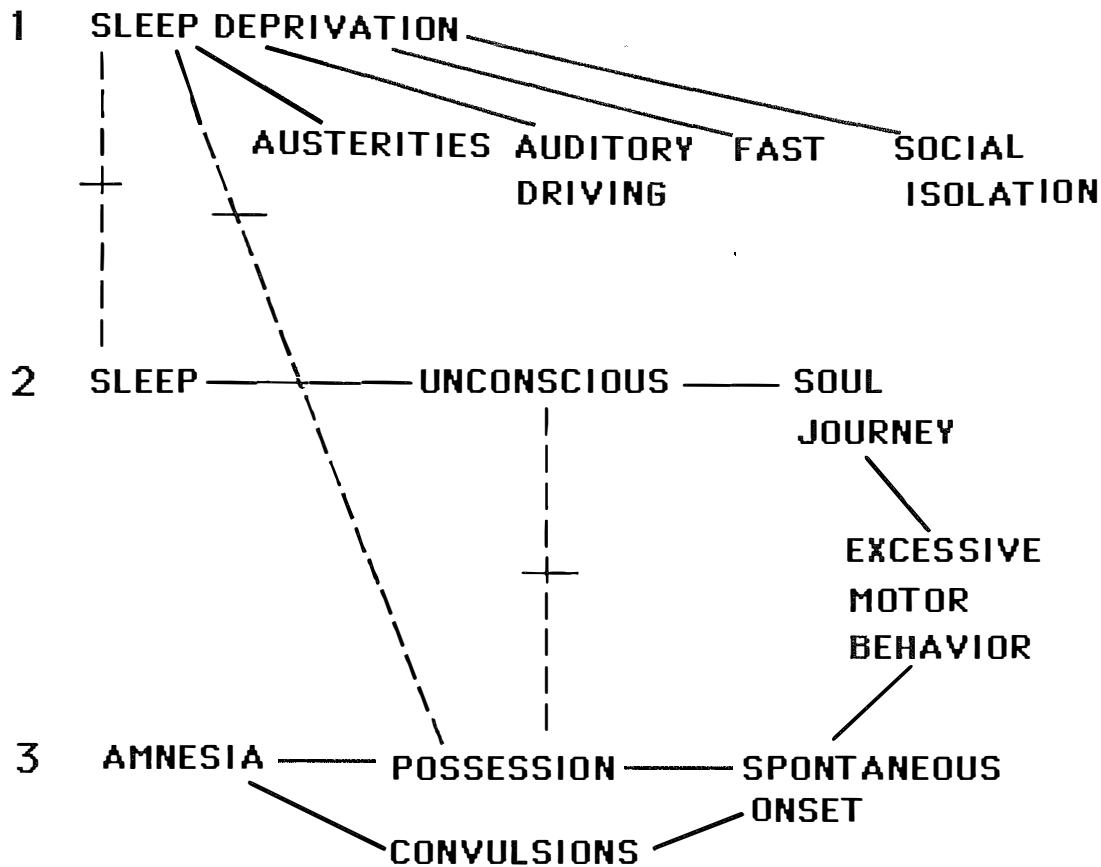 1 SLEEP DEPRIVATION
AUSTERITIES AUDITORY FAST SOCIAL
DRIVING ISOLATION
2 SLEEP UNCONSCIOUS SOUL
JOURNEY
EXCESSIVE
MOTOR
BEHAVIOR
3 AMNESIA POSSESSION SPONTANEOUS
ONSET
CONVULSIONS